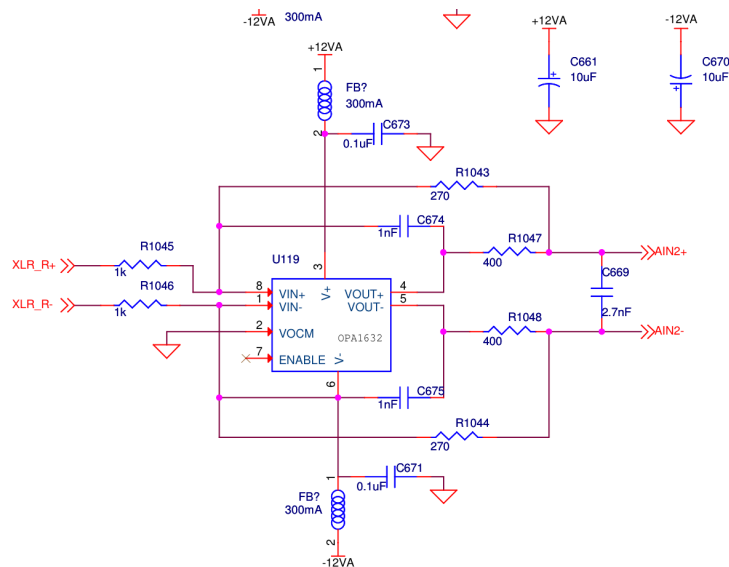 -12VA 300mA
+12VA
-12VA
+12VA
C661
10uF
C670
10uF
1
FB?
300mA
2
C673
0.1uF
R1043
270
C674
1nF
R1045
XLR_R+
1k
R1047
400
AIN2+
U119
3
R1046
XLR_R-
1k
8
VIN+
1
VIN-
V+
VOUT+
4
VOUT-
5
C669
2.7nF
2
VOCM
OPA1632
R1048
400
AIN2-
7
ENABLE
V-
6
C675
1nF
R1044
270
1
C671
0.1uF
FB?
300mA
2
-12VA